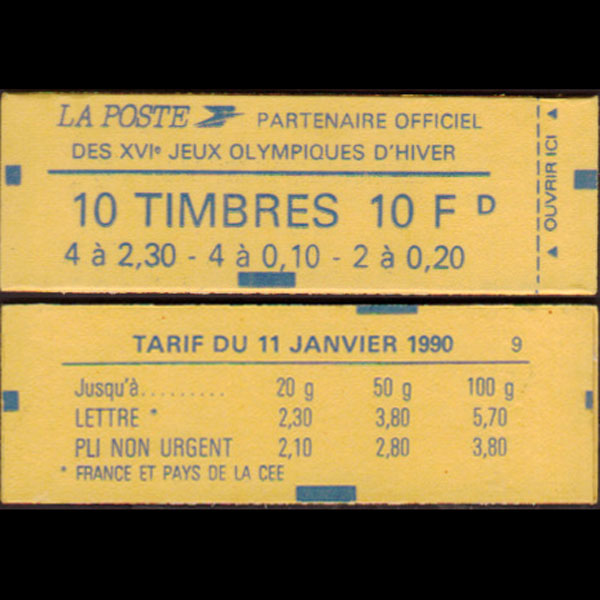 LA POSTE PARTENAIRE OFFICIEL
DES XVIe JEUX OLYMPIQUES D'HIVER
10 TIMBRES 10 F D
4 à 2,30 - 4 à 0,10 - 2 à 0,20
▲ OUVRIR ICI ▲
TARIF DU 11 JANVIER 1990 9
Jusqu'à......... 20 g 50 g 100 g
LETTRE * 2,30 3,80 5,70
PLI NON URGENT 2,10 2,80 3,80
* FRANCE ET PAYS DE LA CEE